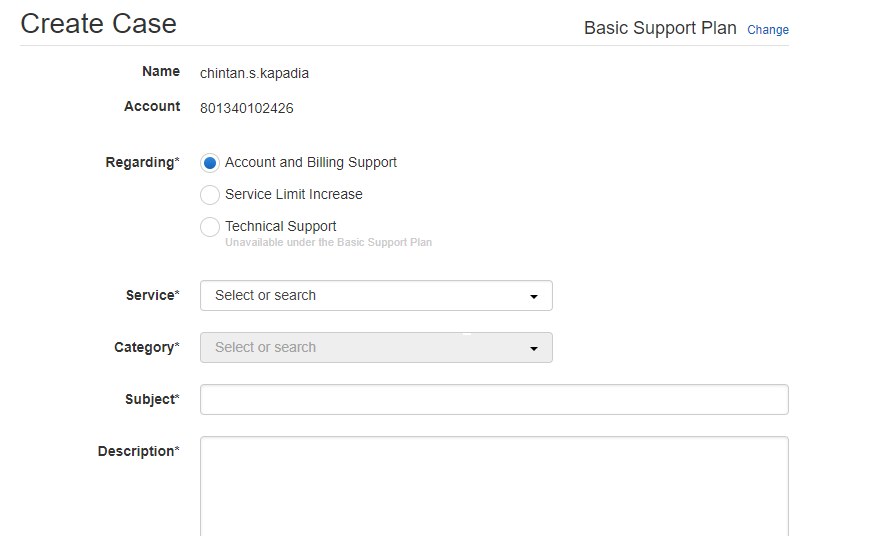 Create Case
Basic Support Plan Change
Name chintan.s.kapadia
Account 801340102426
Regarding* Account and Billing Support
Service Limit Increase
Technical Support
Unavailable under the Basic Support Plan
Service* Select or search
Category* Select or search
Subject*
Description*